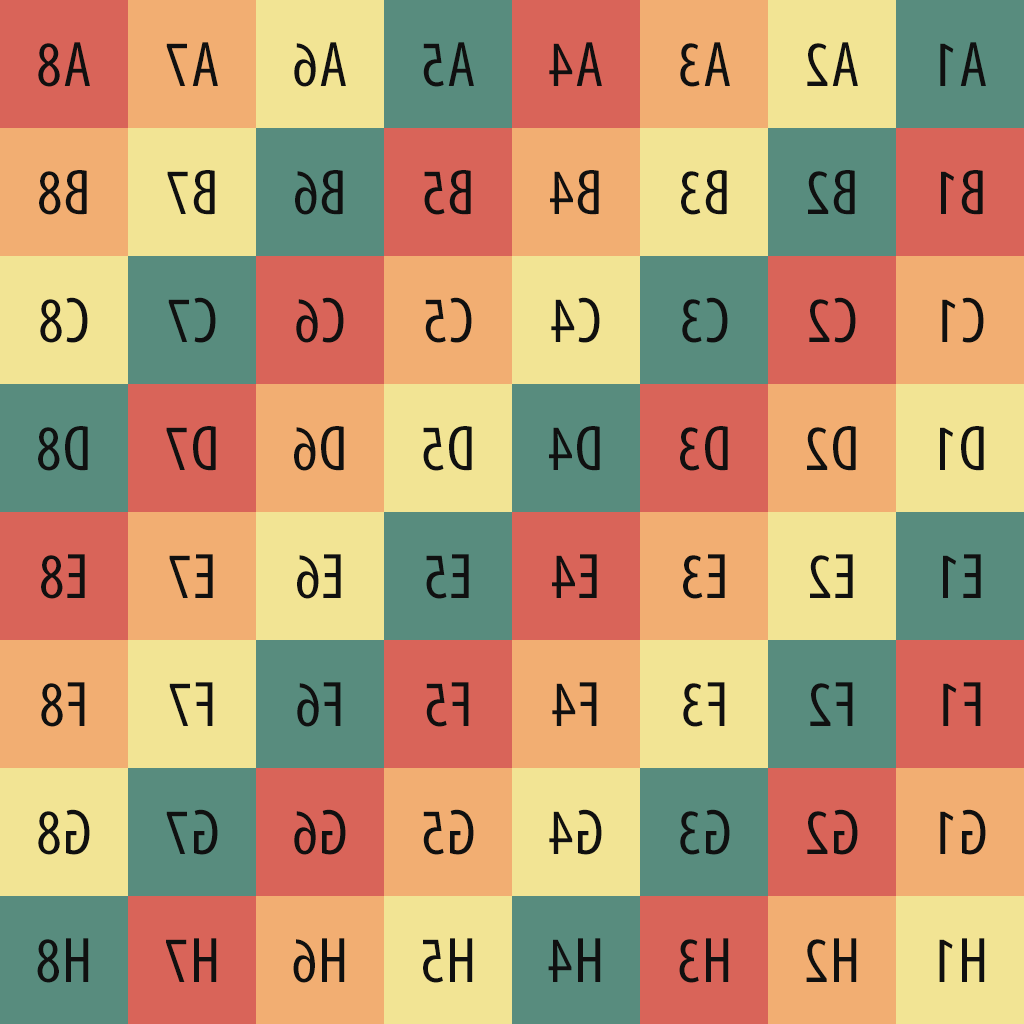 A1 A2 A3 A4 A5 A6 A7 A8
B1 B2 B3 B4 B5 B6 B7 B8
C1 C2 C3 C4 C5 C6 C7 C8
D1 D2 D3 D4 D5 D6 D7 D8
E1 E2 E3 E4 E5 E6 E7 E8
F1 F2 F3 F4 F5 F6 F7 F8
G1 G2 G3 G4 G5 G6 G7 G8
H1 H2 H3 H4 H5 H6 H7 H8